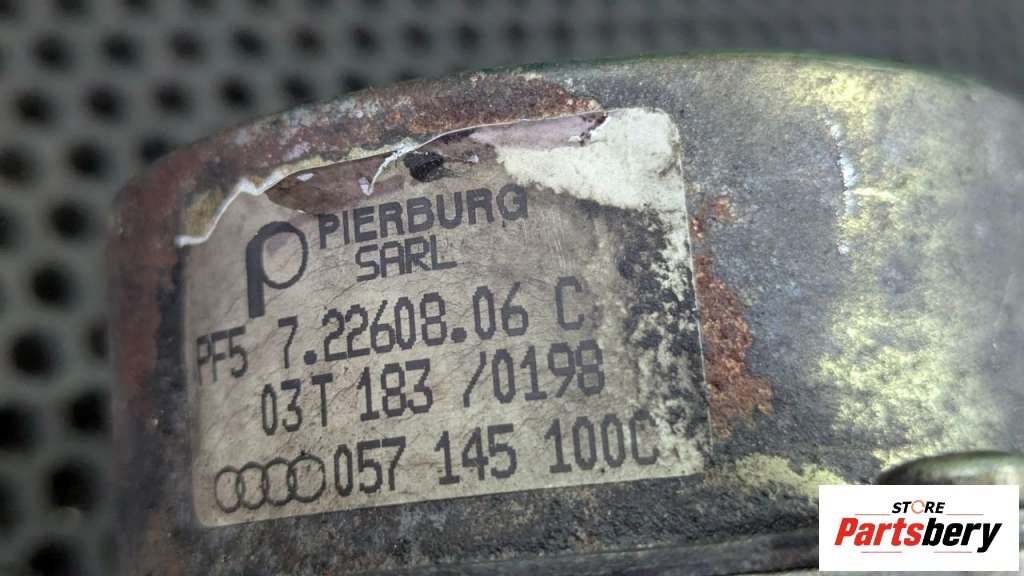 PIERBURG
SARL
PF5 7.22608.06 C
03T 183 /0198
057 145 100C
STORE
Partsbery